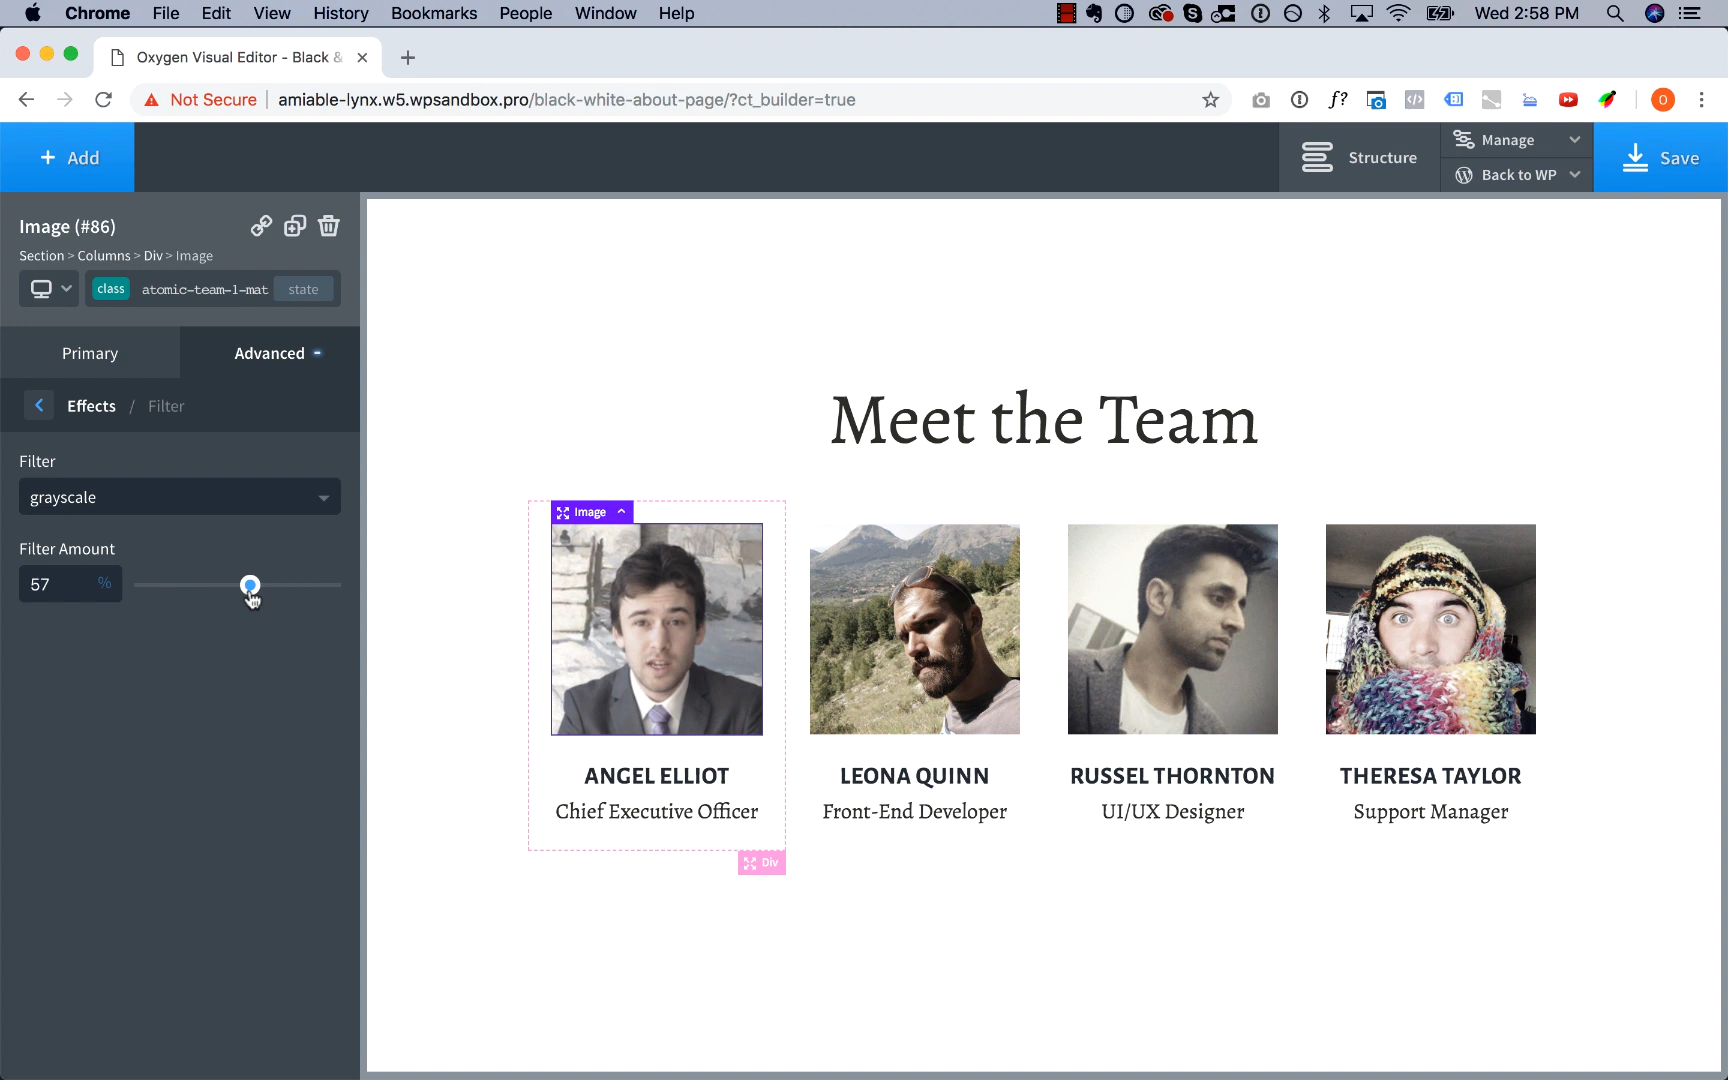 Chrome File Edit View History Bookmarks People Window Help Wed 2:58 PM
Oxygen Visual Editor - Black &
Not Secure amiable-lynx.w5.wpsandbox.pro/black-white-about-page/?ct_builder=true
+ Add
Structure
Manage
Back to WP
Save
Image (#86)
Section > Columns > Div > Image
class atomic-team-1-mat state
Primary
Advanced
Effects / Filter
Filter
grayscale
Filter Amount
57 %
Meet the Team
Image
ANGEL ELLIOT
Chief Executive Officer
Div
LEONA QUINN
Front-End Developer
RUSSEL THORNTON
UI/UX Designer
THERESA TAYLOR
Support Manager